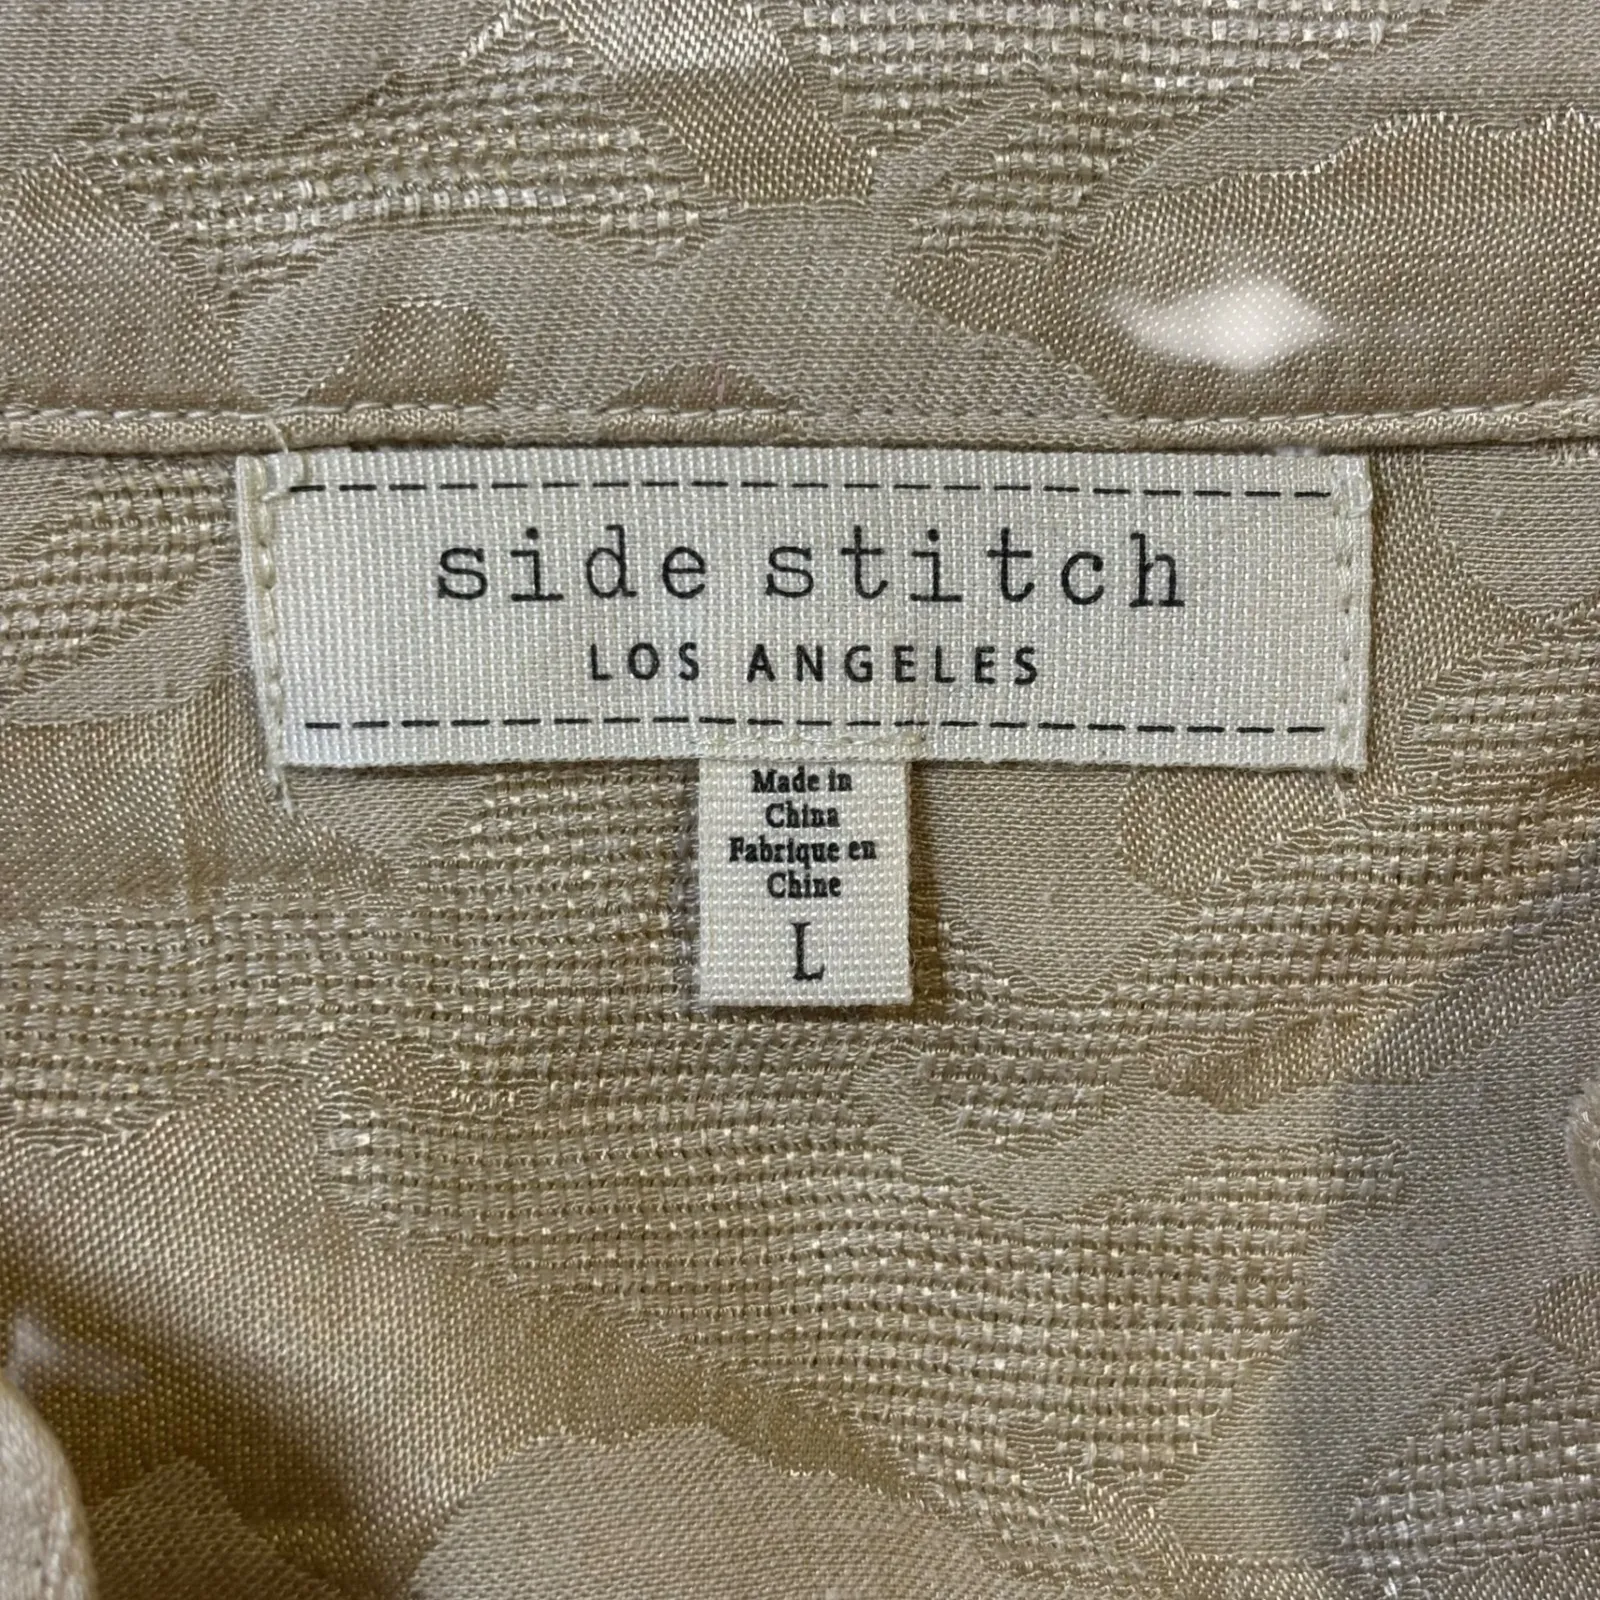 side stitch
LOS ANGELES
Made in
China
Fabrique en
Chine
L